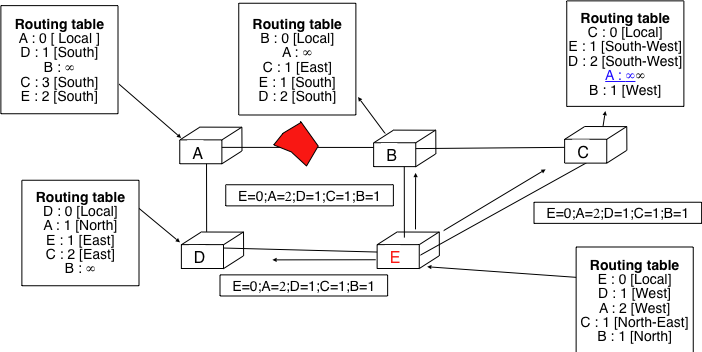 Routing table
A : 0 [ Local ]
D : 1 [South]
B : ∞
C : 3 [South]
E : 2 [South]
Routing table
B : 0 [Local]
A : ∞
C : 1 [East]
E : 1 [South]
D : 2 [South]
Routing table
C : 0 [Local]
E : 1 [South-West]
D : 2 [South-West]
A : ∞∞
B : 1 [West]
A
B
C
E=0;A=2;D=1;C=1;B=1
E=0;A=2;D=1;C=1;B=1
Routing table
D : 0 [Local]
A : 1 [North]
E : 1 [East]
C : 2 [East]
B : ∞
D
E
E=0;A=2;D=1;C=1;B=1
Routing table
E : 0 [Local]
D : 1 [West]
A : 2 [West]
C : 1 [North-East]
B : 1 [North]